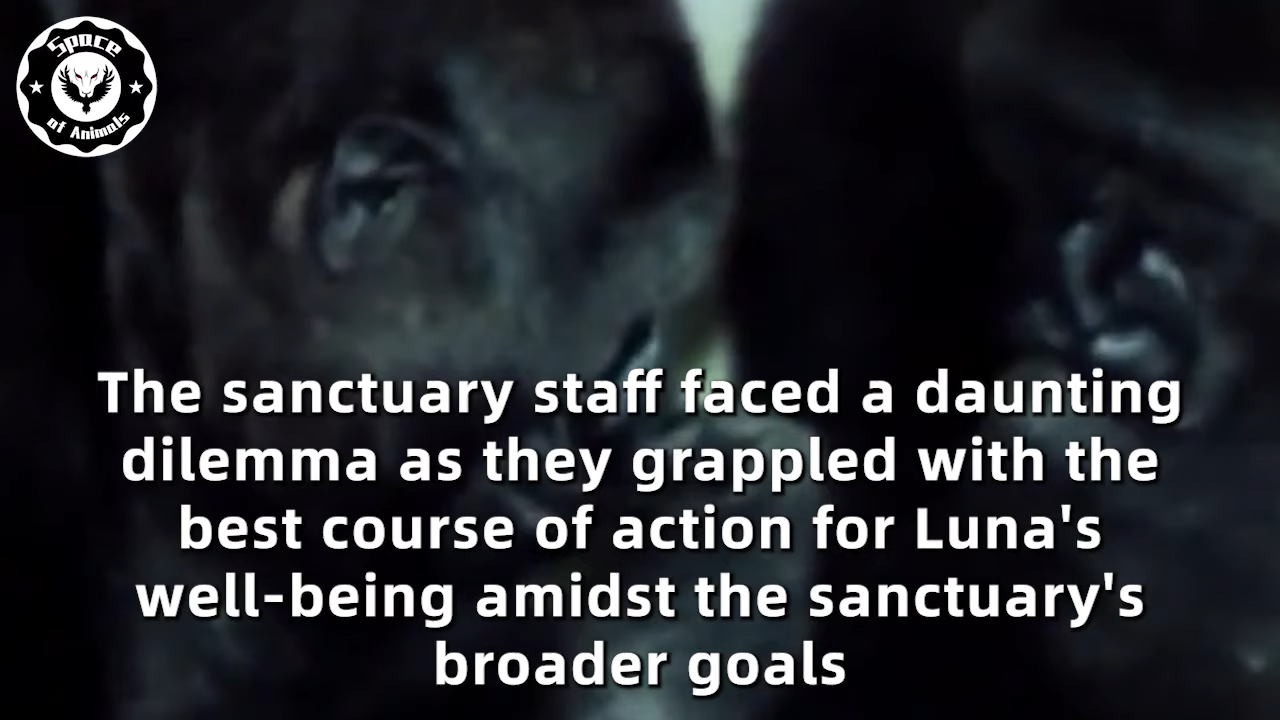 Space
of Animals
The sanctuary staff faced a daunting
dilemma as they grappled with the
best course of action for Luna's
well-being amidst the sanctuary's
broader goals